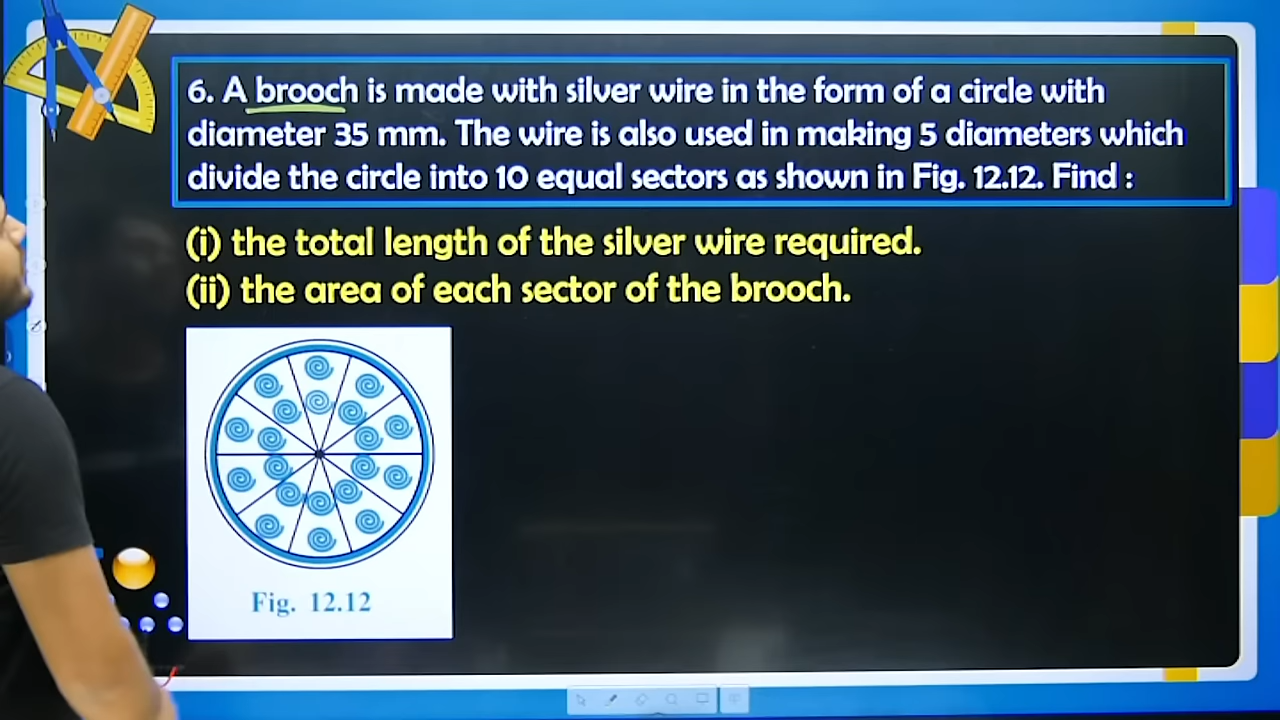 6. A brooch is made with silver wire in the form of a circle with
diameter 35 mm. The wire is also used in making 5 diameters which
divide the circle into 10 equal sectors as shown in Fig. 12.12. Find :
(i) the total length of the silver wire required.
(ii) the area of each sector of the brooch.
Fig. 12.12